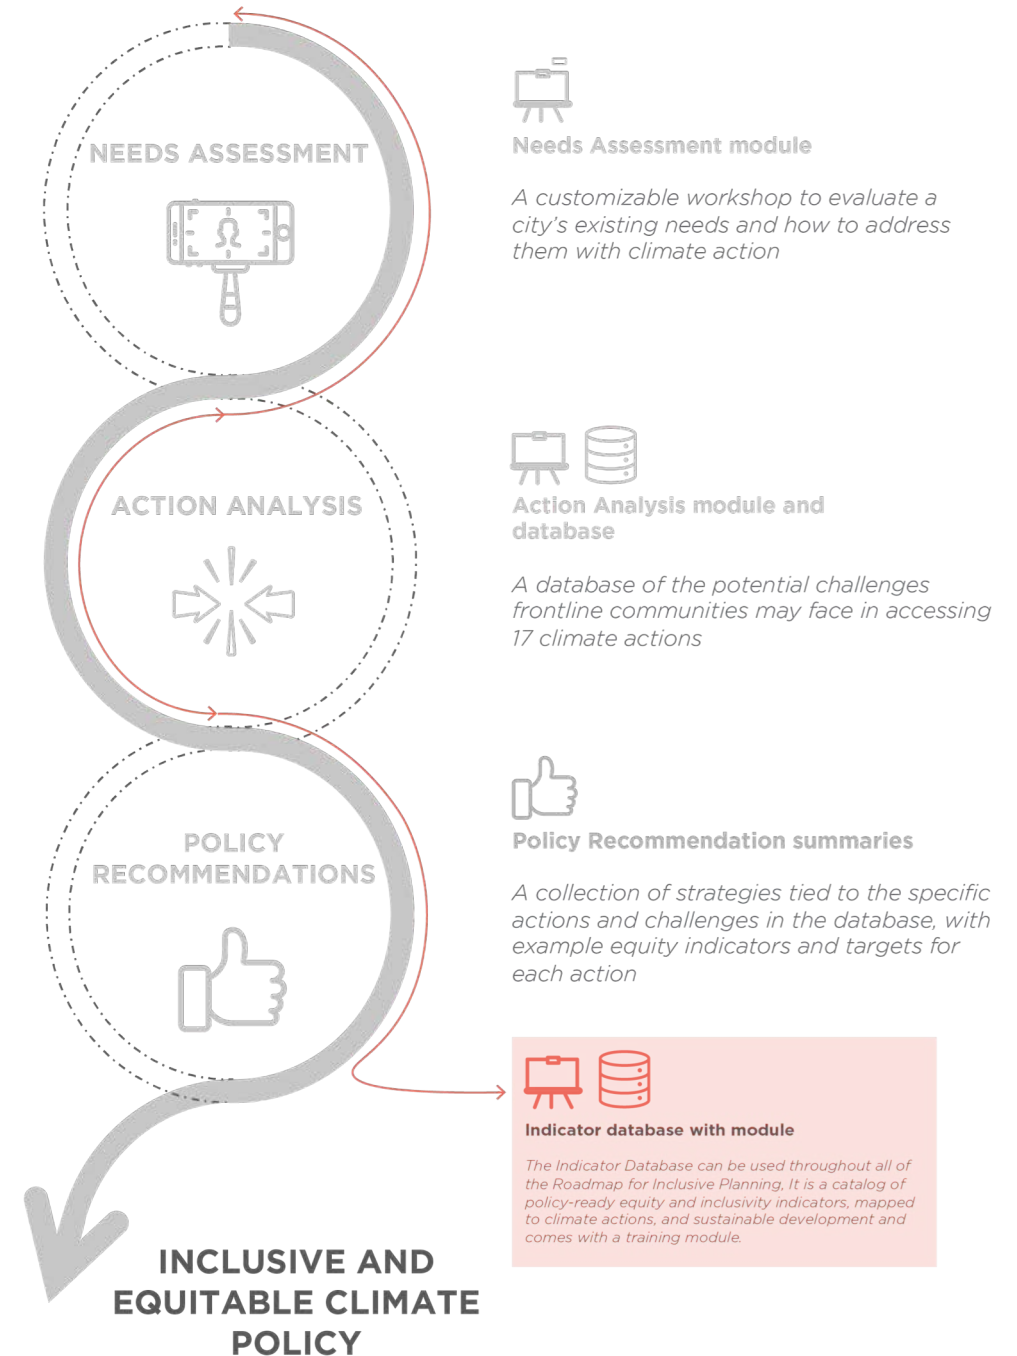 NEEDS ASSESSMENT
Needs Assessment module
A customizable workshop to evaluate a
city's existing needs and how to address
them with climate action
ACTION ANALYSIS
Action Analysis module and
database
A database of the potential challenges
frontline communities may face in accessing
17 climate actions
POLICY
RECOMMENDATIONS
Policy Recommendation summaries
A collection of strategies tied to the specific
actions and challenges in the database, with
example equity indicators and targets for
each action
Indicator database with module
The Indicator Database can be used throughout all of
the Roadmap for Inclusive Planning, It is a catalog of
policy-ready equity and inclusivity indicators, mapped
to climate actions, and sustainable development and
comes with a training module.
INCLUSIVE AND
EQUITABLE CLIMATE
POLICY